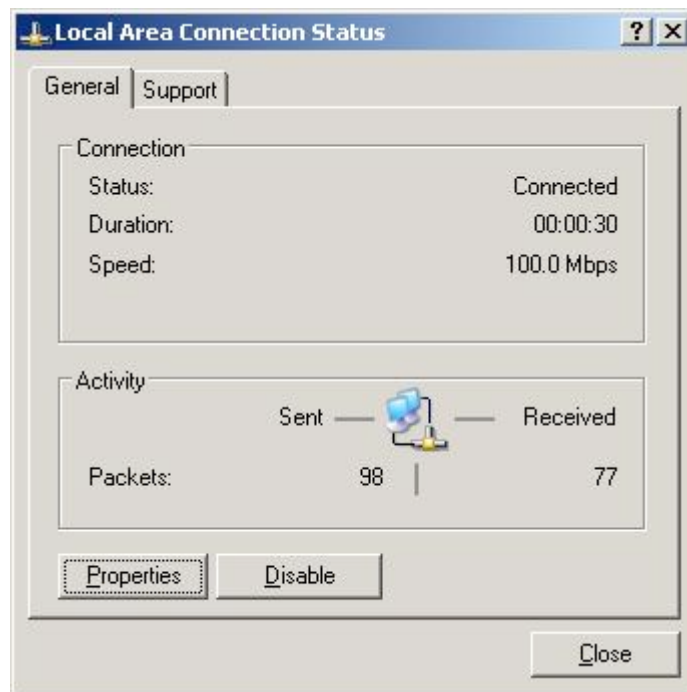 Local Area Connection Status
General Support
Connection
Status: Connected
Duration: 00:00:30
Speed: 100.0 Mbps
Activity
Sent Received
Packets: 98 77
Properties Disable
Close